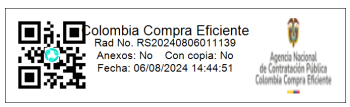 Colombia Compra Eficiente
Rad No. RS20240806011139
Anexos: No Con copia: No
Fecha: 06/08/2024 14:44:51
Agencia Nacional
de Contratación Pública
Colombia Compra Eficiente